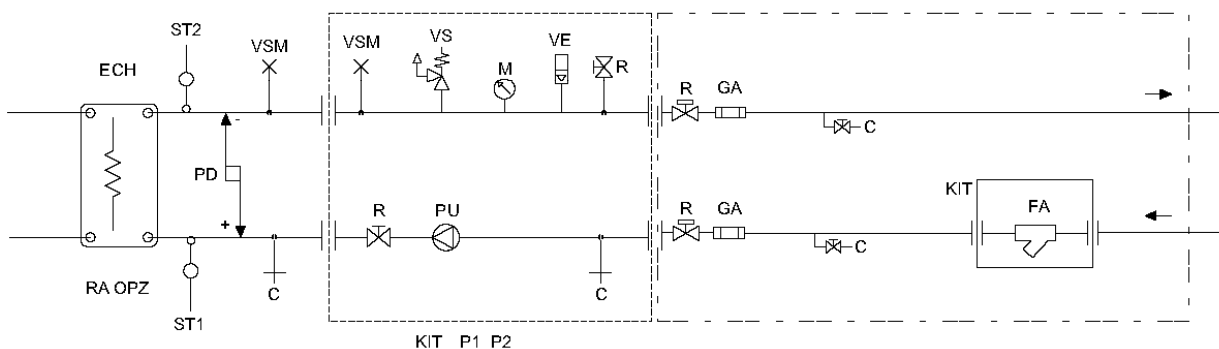 ST2
ECH
VSM
VSM
VS
M
VE
R
R
GA
C
-
PD
+
R
PU
R
GA
C
KIT
FA
RA OPZ
ST1
C
C
KIT P1 P2